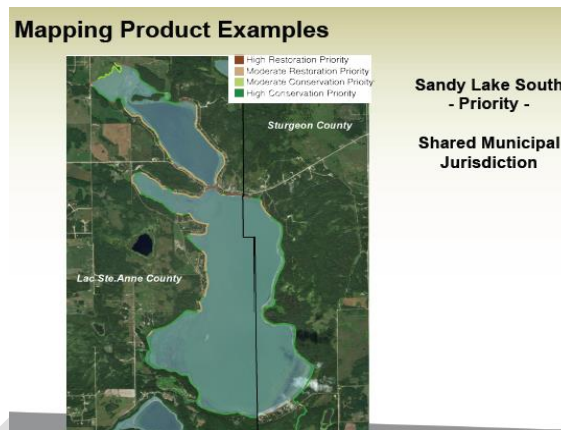 Mapping Product Examples
High Restoration Priority
Moderate Restoration Priority
Moderate Conservation Priority
High Conservation Priority
Sturgeon County
Lac Ste.Anne County
Sandy Lake South
- Priority -
Shared Municipal
Jurisdiction